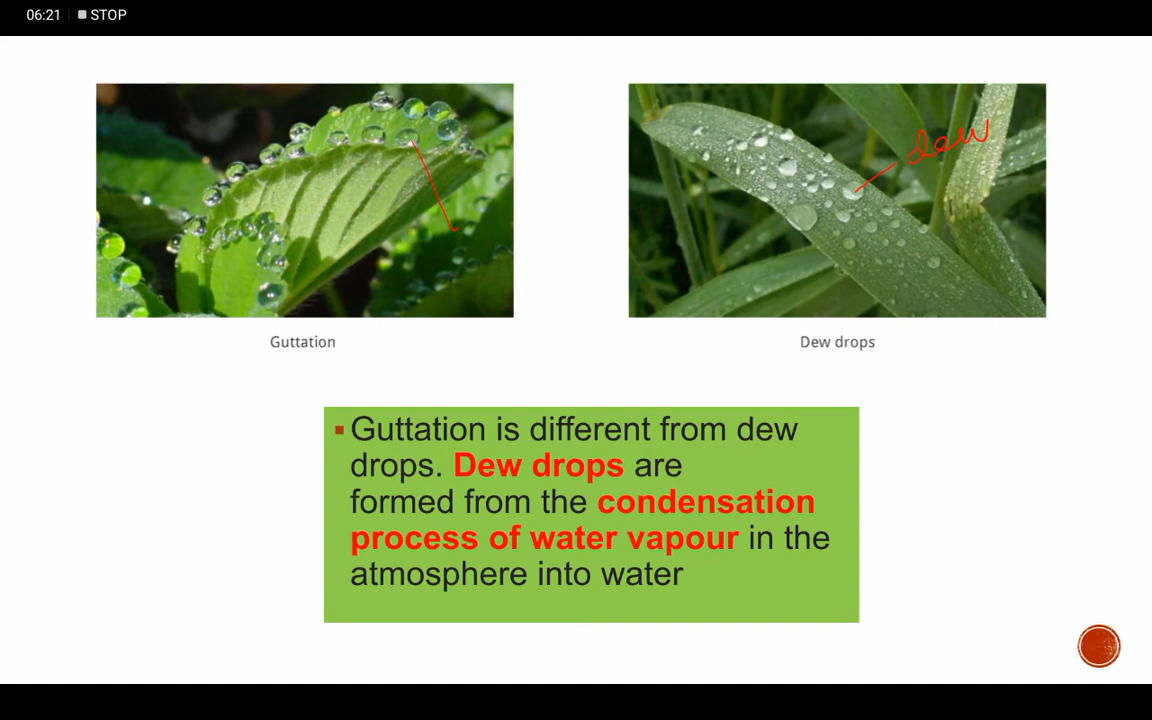 06:21 STOP
dew
Guttation
Dew drops
Guttation is different from dew
drops. Dew drops are
formed from the condensation
process of water vapour in the
atmosphere into water